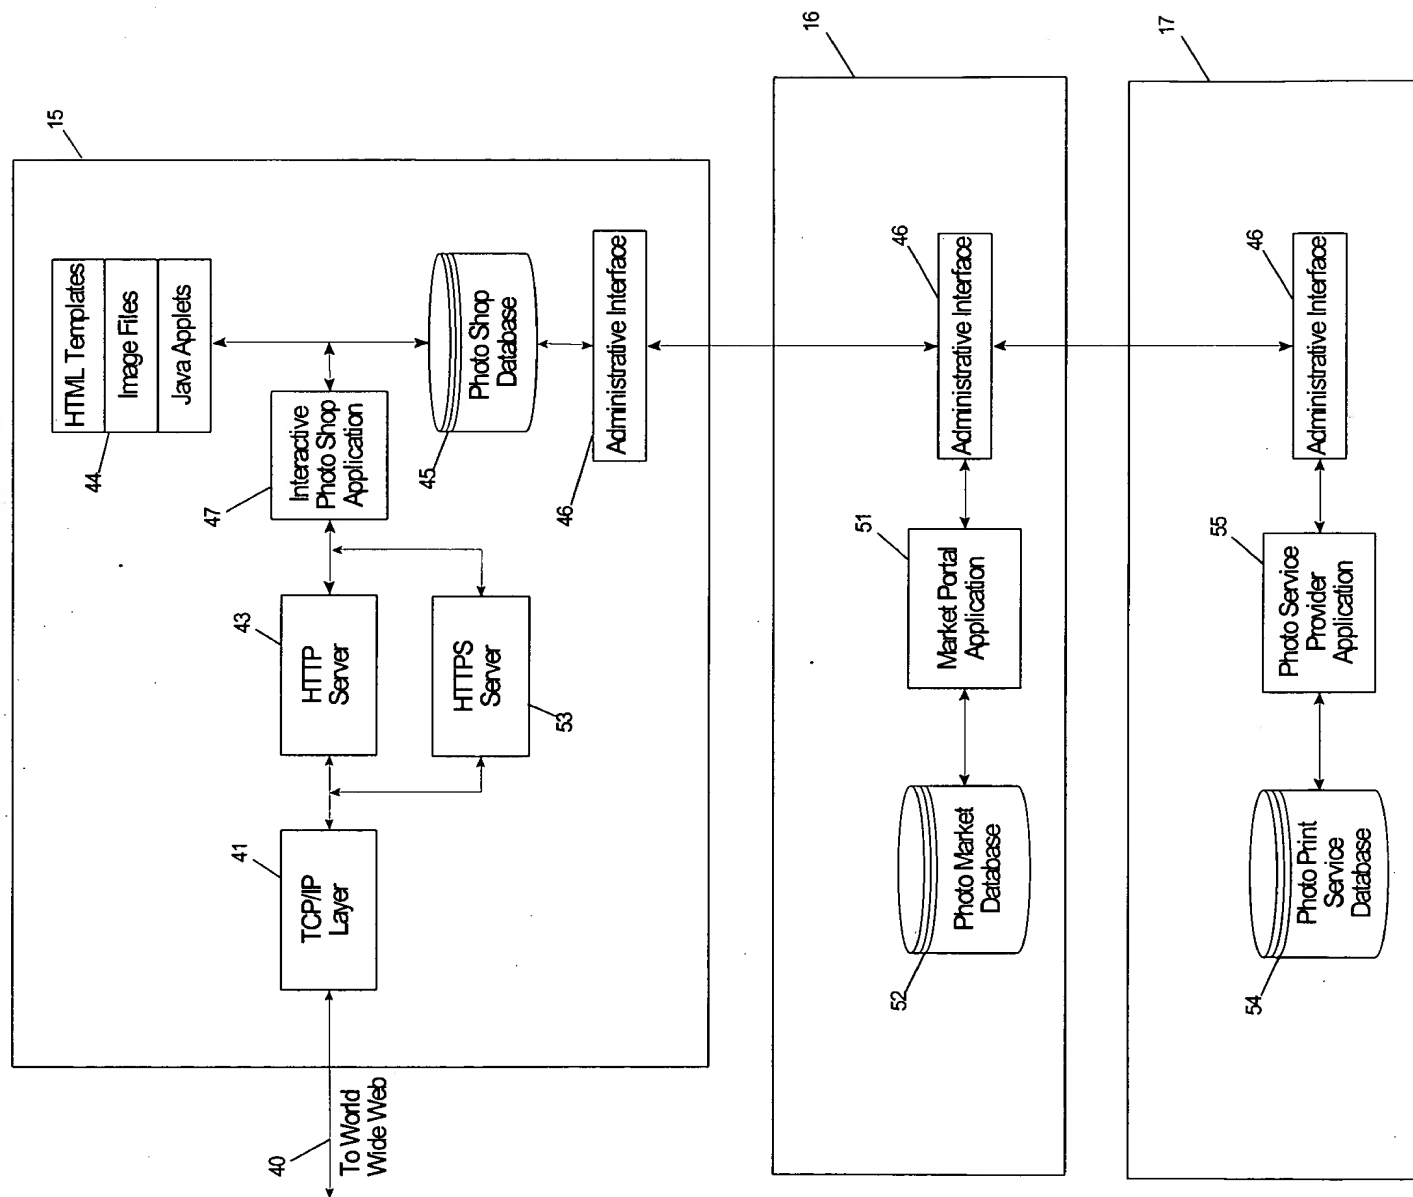 15
HTML Templates
Image Files
Java Applets
44
Interactive
Photo Shop
Application
47
Photo Shop
Database
45
Administrative Interface
46
HTTP
Server
43
HTTPS
Server
53
TCP/IP
Layer
41
To World
Wide Web
40
16
Administrative Interface
46
Market Portal
Application
51
Photo Market
Database
52
17
Administrative Interface
46
Photo Service
Provider
Application
55
Photo Print
Service
Database
54